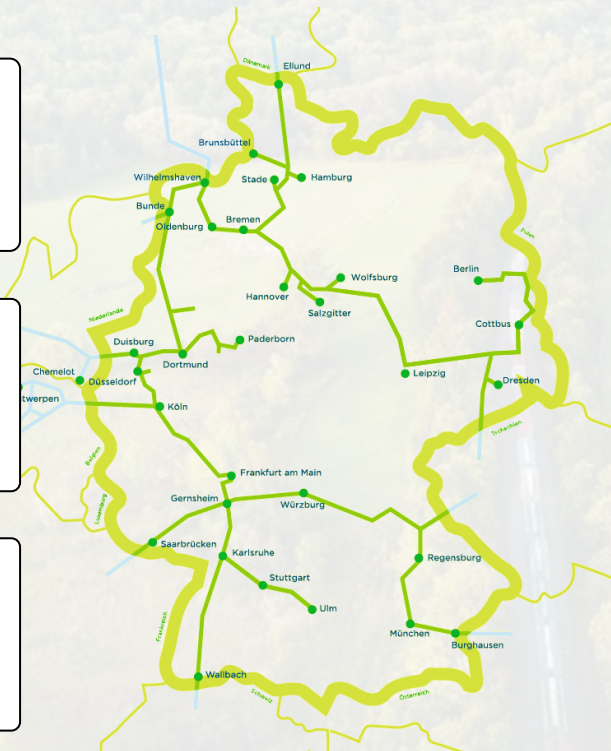 Dänemark
Ellund
Brunsbüttel
Wilhelmshaven
Stade
Hamburg
Bunde
Oldenburg
Bremen
Polen
Berlin
Wolfsburg
Hannover
Salzgitter
Niederlande
Cottbus
Duisburg
Paderborn
Dortmund
Chemelot
Düsseldorf
Leipzig
Dresden
twerpen
Köln
Tschechien
Belgien
Frankfurt am Main
Gernsheim
Würzburg
Luxemburg
Saarbrücken
Karlsruhe
Regensburg
Stuttgart
Ulm
Frankreich
München
Burghausen
Wallbach
Schweiz
Österreich